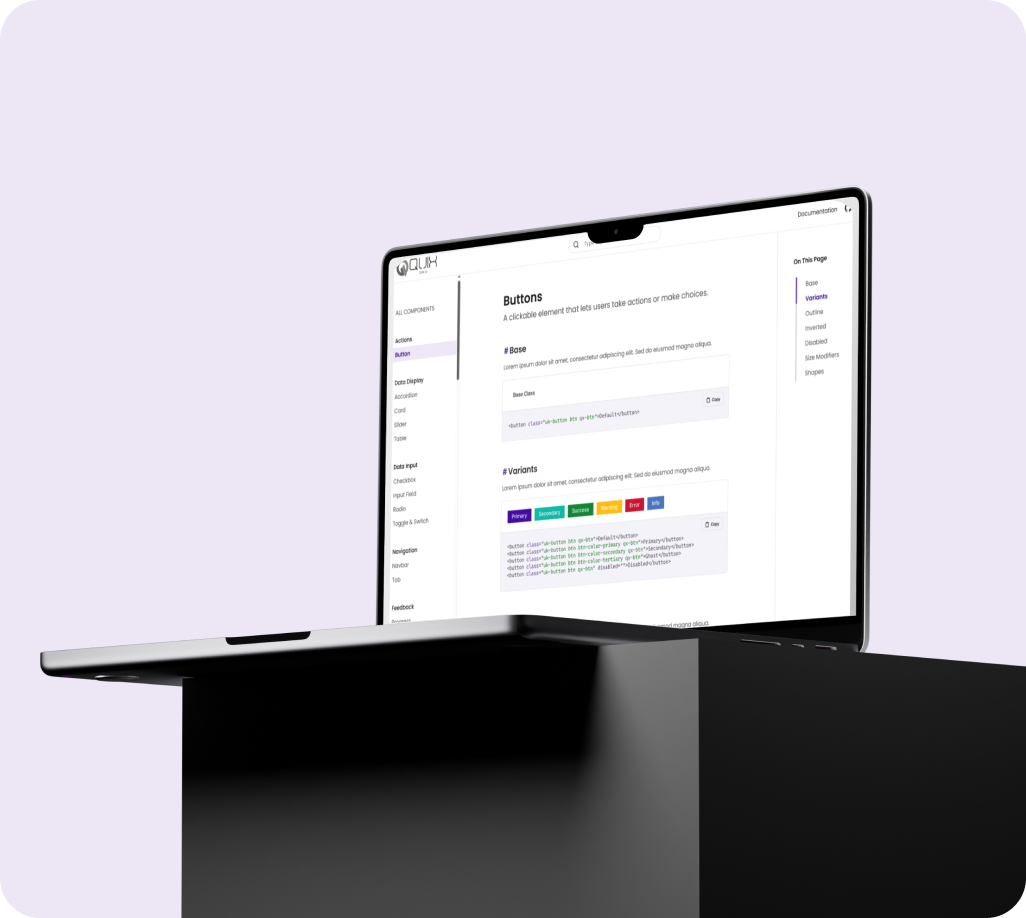 QUIX
Documentation
ALL COMPONENTS
Actions
Button
Data Display
Accordion
Card
Slider
Table
Data Input
Checkbox
Input Field
Radio
Toggle & Switch
Navigation
Navbar
Tab
Feedback
Progress
Buttons
A clickable element that lets users take actions or make choices.
# Base
Lorem ipsum dolor sit amet, consectetur adipiscing elit. Sed do eiusmod magna aliqua.
Base Class
Copy
<button class="uk-button btn qx-btn">Default</button>
# Variants
Lorem ipsum dolor sit amet, consectetur adipiscing elit. Sed do eiusmod magna aliqua.
Primary Secondary Success Warning Error Info
Copy
<button class="uk-button btn qx-btn">Default</button>
<button class="uk-button btn btn-color-primary qx-btn">Primary</button>
<button class="uk-button btn btn-color-secondary qx-btn">Secondary</button>
<button class="uk-button btn btn-color-tertiary qx-btn">Ghost</button>
<button class="uk-button btn qx-btn" disabled="">Disabled</button>
magna aliqua.
On This Page
Base
Variants
Outline
Inverted
Disabled
Size Modifiers
Shapes